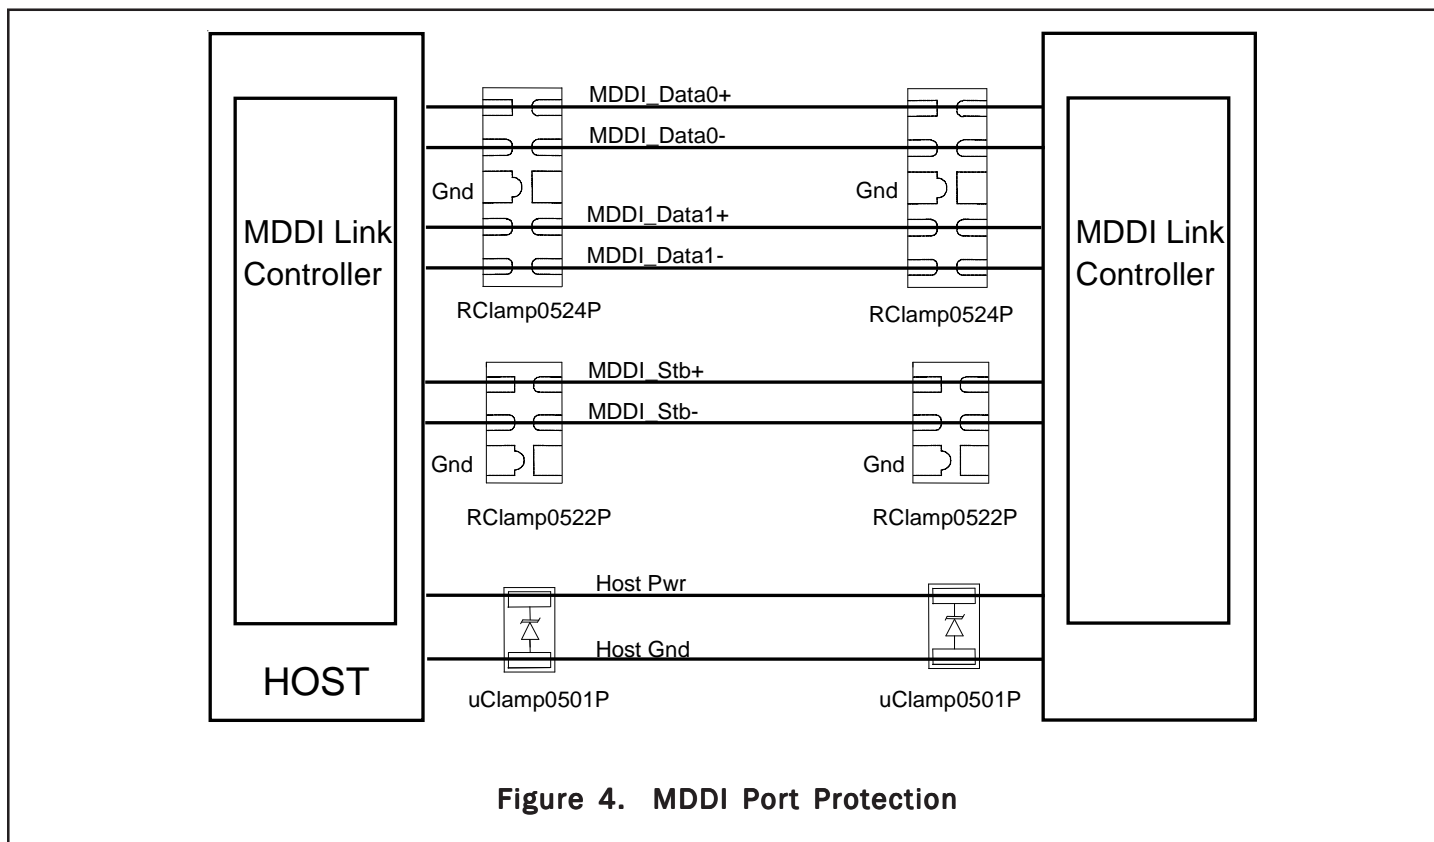 MDDI_Data0+
MDDI_Data0-
Gnd
Gnd
MDDI_Data1+
MDDI Link
Controller
MDDI Link
Controller
MDDI_Data1-
RClamp0524P
RClamp0524P
MDDI_Stb+
MDDI_Stb-
Gnd
Gnd
RClamp0522P
RClamp0522P
Host Pwr
Host Gnd
HOST
uClamp0501P
uClamp0501P
Figure 4. MDDI Port Protection